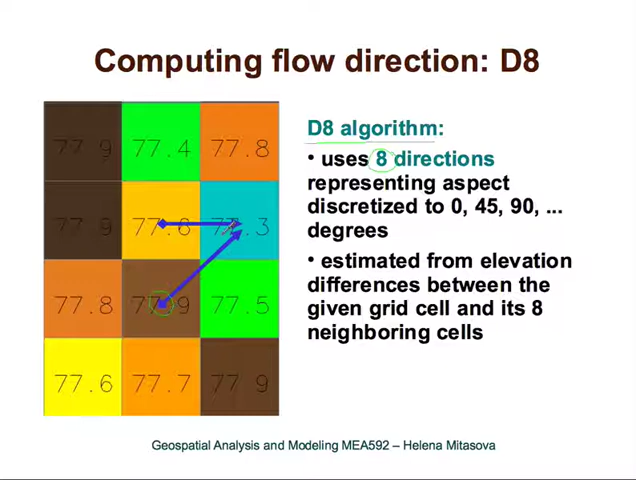 Computing flow direction: D8
77.9 77.4 77.8
77.9 77.6 77.3
77.8 77.9 77.5
77.6 77.7 77.9
D8 algorithm:
• uses 8 directions
representing aspect
discretized to 0, 45, 90, ...
degrees
• estimated from elevation
differences between the
given grid cell and its 8
neighboring cells
Geospatial Analysis and Modeling MEA592 – Helena Mitasova